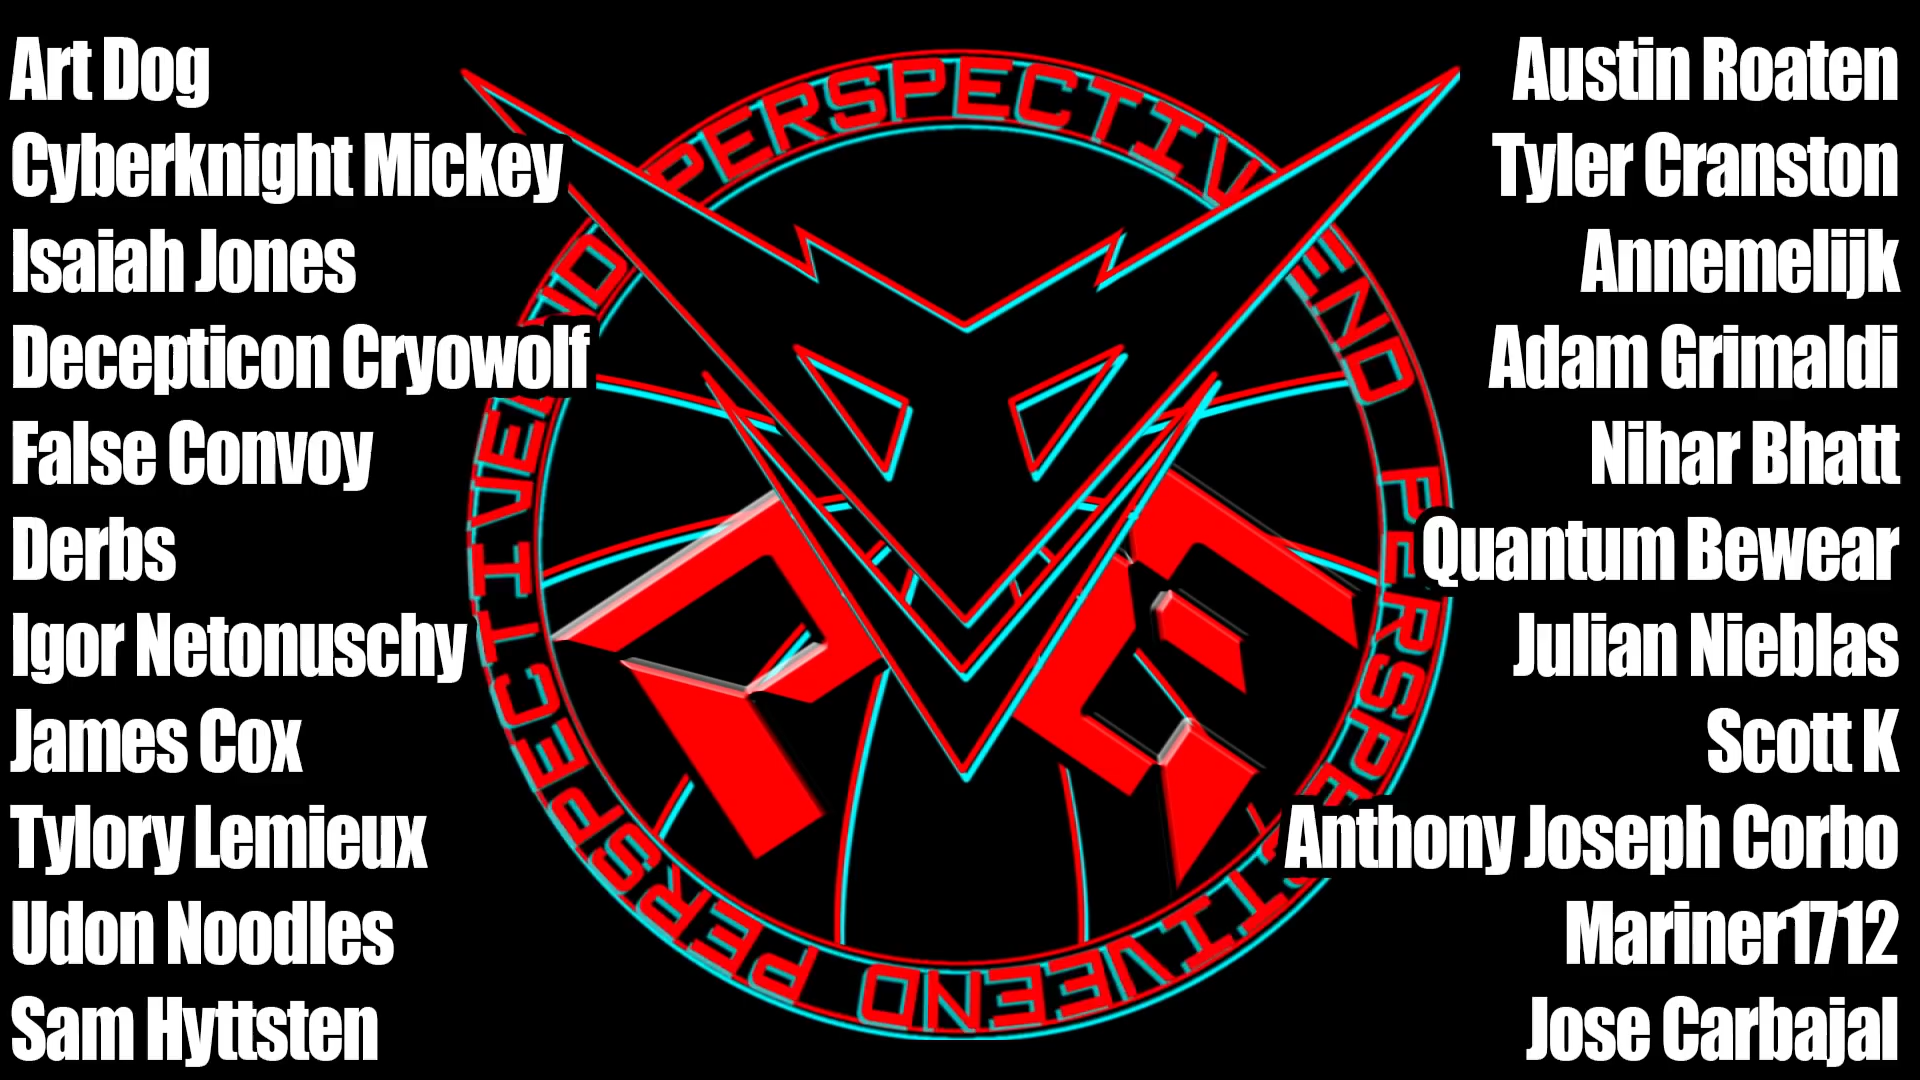 Art Dog
Cyberknight Mickey
Isaiah Jones
Decepticon Cryowolf
False Convoy
Derbs
Igor Netonuschy
James Cox
Tylory Lemieux
Udon Noodles
Sam Hyttsten
PERSPECTIVEEND PERSPECTIVEEND PERSPECTIVEEND
PE
Austin Roaten
Tyler Cranston
Annemelijk
Adam Grimaldi
Nihar Bhatt
Quantum Bewear
Julian Nieblas
Scott K
Anthony Joseph Corbo
Mariner1712
Jose Carbajal